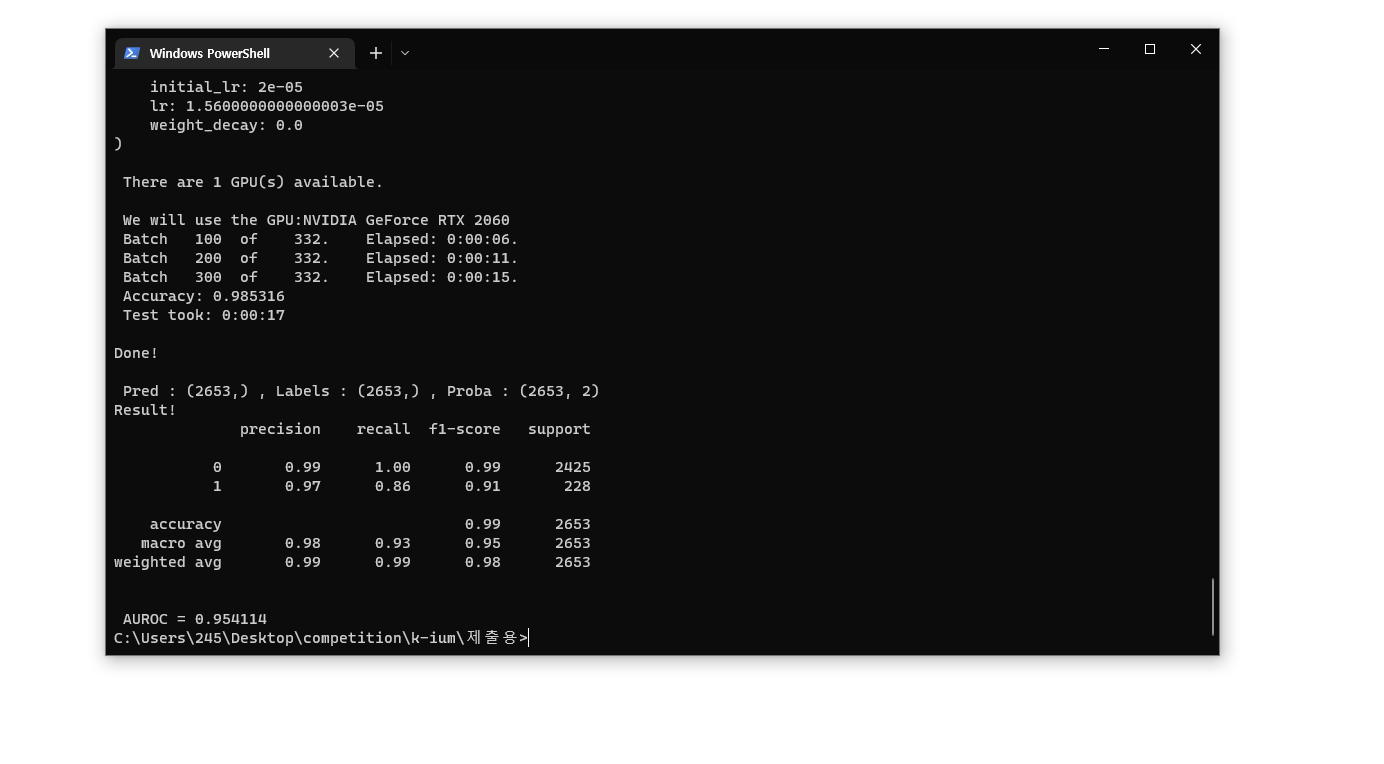 Windows PowerShell
    initial_lr: 2e-05
    lr: 1.5600000000000003e-05
    weight_decay: 0.0
)
 There are 1 GPU(s) available.
 We will use the GPU:NVIDIA GeForce RTX 2060
 Batch   100  of    332.    Elapsed: 0:00:06.
 Batch   200  of    332.    Elapsed: 0:00:11.
 Batch   300  of    332.    Elapsed: 0:00:15.
 Accuracy: 0.985316
 Test took: 0:00:17
Done!
 Pred : (2653,) , Labels : (2653,) , Proba : (2653, 2)
Result!
              precision    recall  f1-score   support
           0       0.99      1.00      0.99      2425
           1       0.97      0.86      0.91       228
    accuracy                           0.99      2653
   macro avg       0.98      0.93      0.95      2653
weighted avg       0.99      0.99      0.98      2653
 AUROC = 0.954114
C:\Users\245\Desktop\competition\k-ium\제출용>